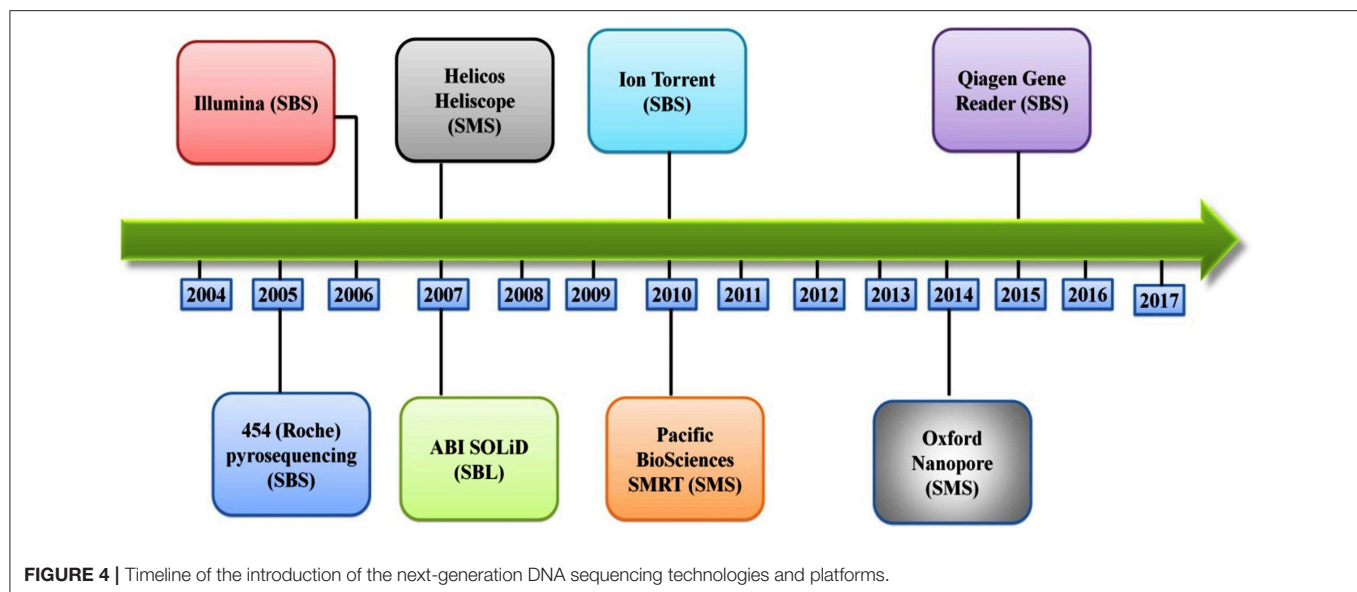 Illumina (SBS)
Helicos
Heliscope
(SMS)
Ion Torrent
(SBS)
Qiagen Gene
Reader (SBS)
2004
2005
2006
2007
2008
2009
2010
2011
2012
2013
2014
2015
2016
2017
454 (Roche)
pyrosequencing
(SBS)
ABI SOLiD
(SBL)
Pacific
BioSciences
SMRT (SMS)
Oxford
Nanopore
(SMS)
FIGURE 4 | Timeline of the introduction of the next-generation DNA sequencing technologies and platforms.